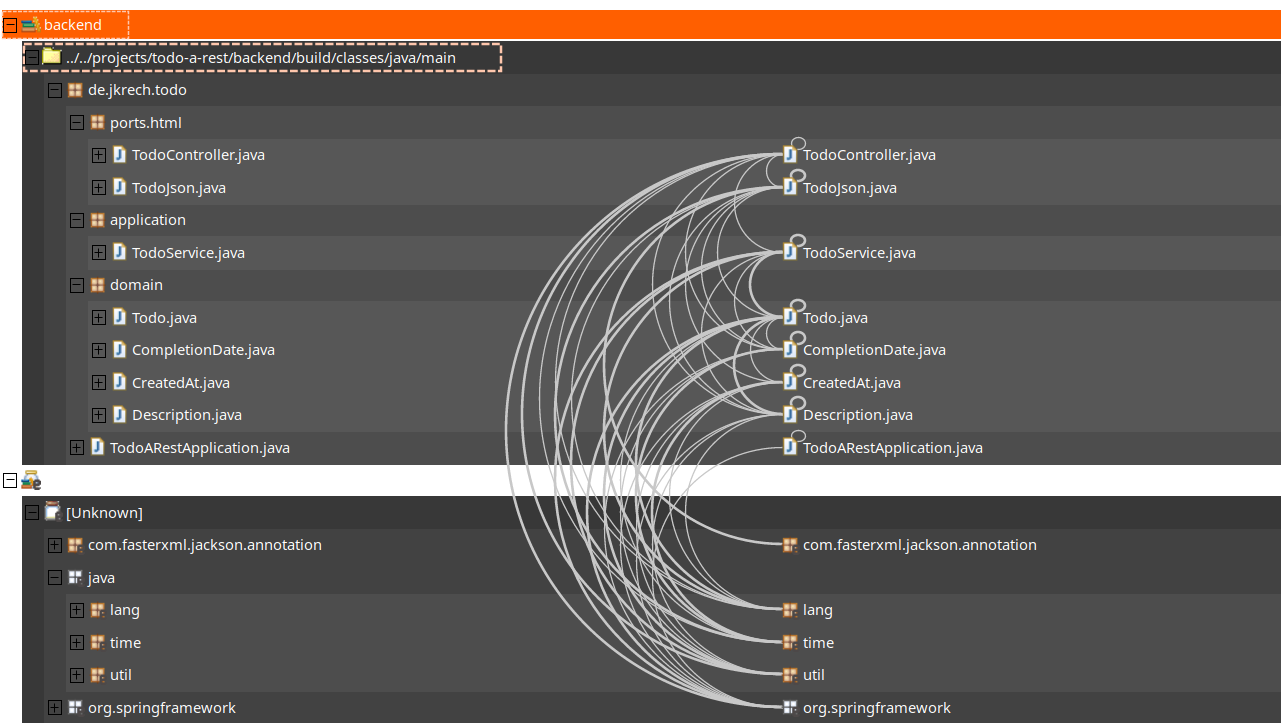 backend
../../projects/todo-a-rest/backend/build/classes/java/main
de.jkrech.todo
ports.html
TodoController.java TodoController.java
TodoJson.java TodoJson.java
application
TodoService.java TodoService.java
domain
Todo.java Todo.java
CompletionDate.java CompletionDate.java
CreatedAt.java CreatedAt.java
Description.java Description.java
TodoARestApplication.java TodoARestApplication.java
[Unknown]
com.fasterxml.jackson.annotation com.fasterxml.jackson.annotation
java
lang lang
time time
util util
org.springframework org.springframework